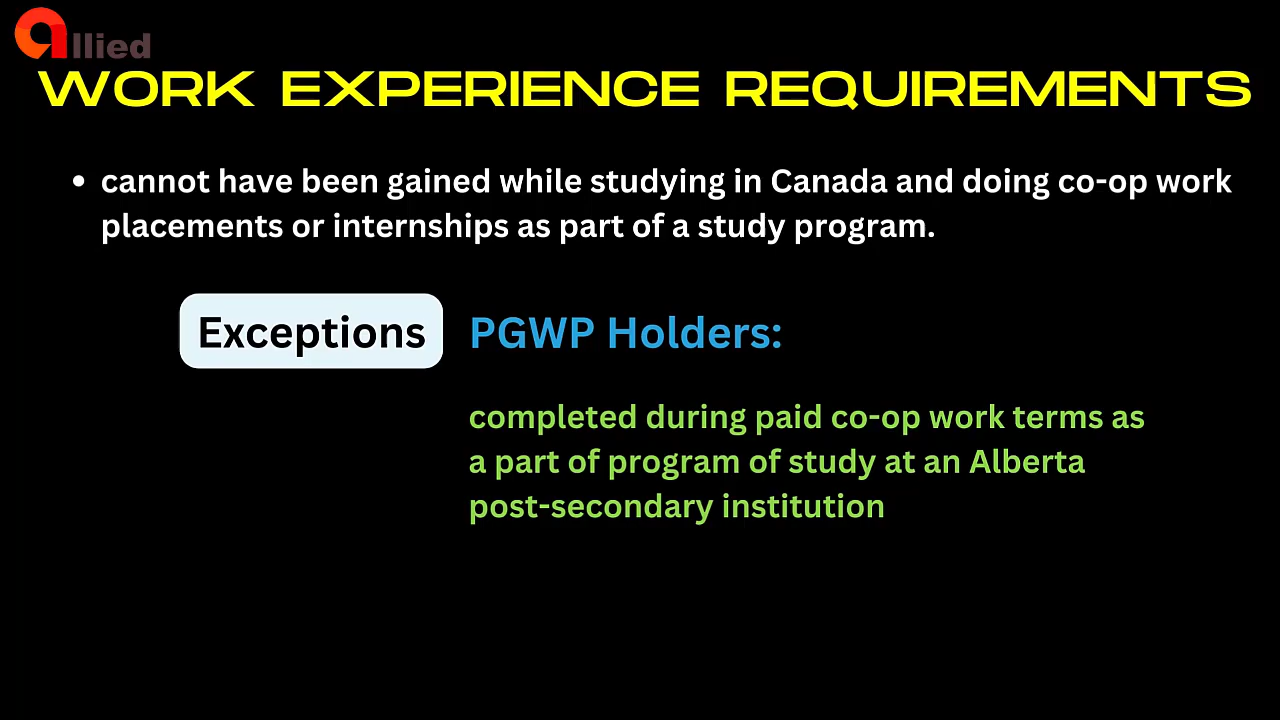 allied
WORK EXPERIENCE REQUIREMENTS
• cannot have been gained while studying in Canada and doing co-op work
placements or internships as part of a study program.
Exceptions PGWP Holders:
completed during paid co-op work terms as
a part of program of study at an Alberta
post-secondary institution